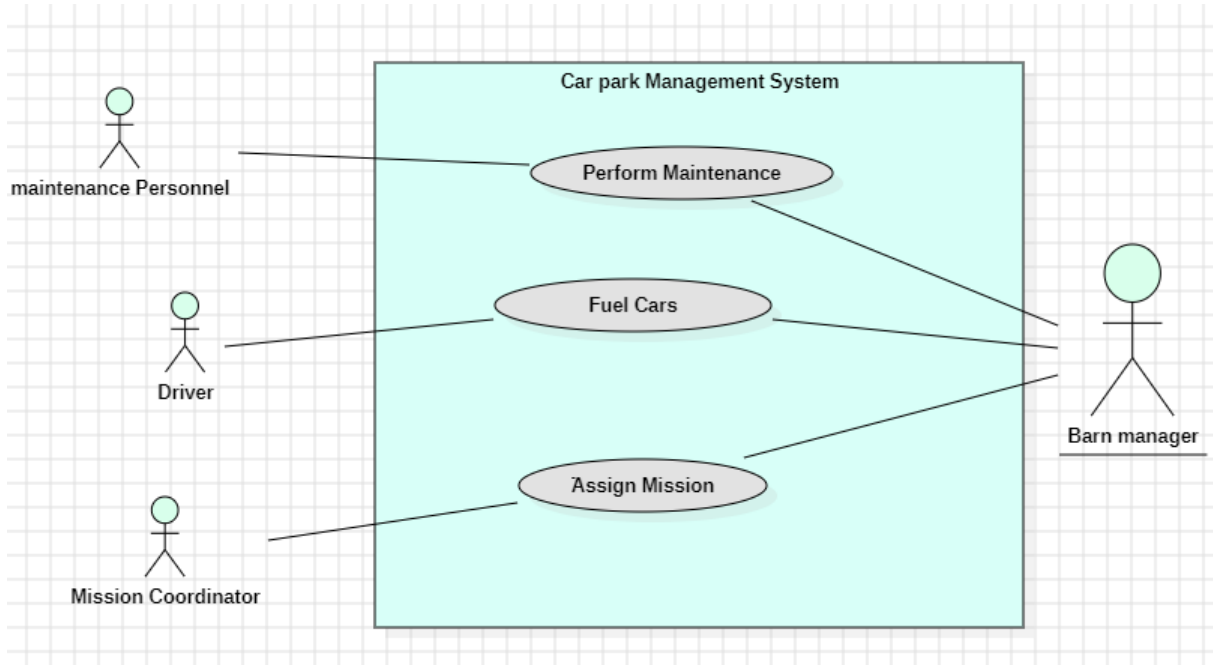 Car park Management System
maintenance Personnel
Perform Maintenance
Fuel Cars
Driver
Barn manager
Assign Mission
Mission Coordinator